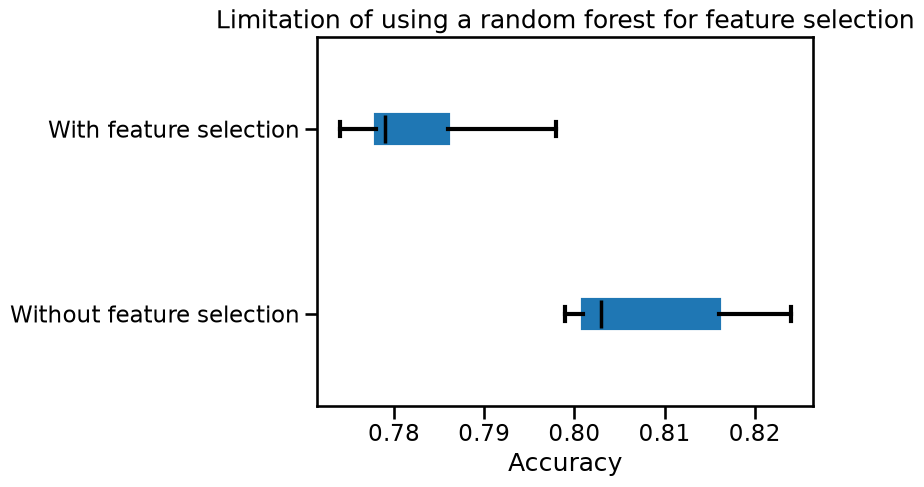 Limitation of using a random forest for feature selection
With feature selection
Without feature selection
0.78 0.79 0.80 0.81 0.82
Accuracy